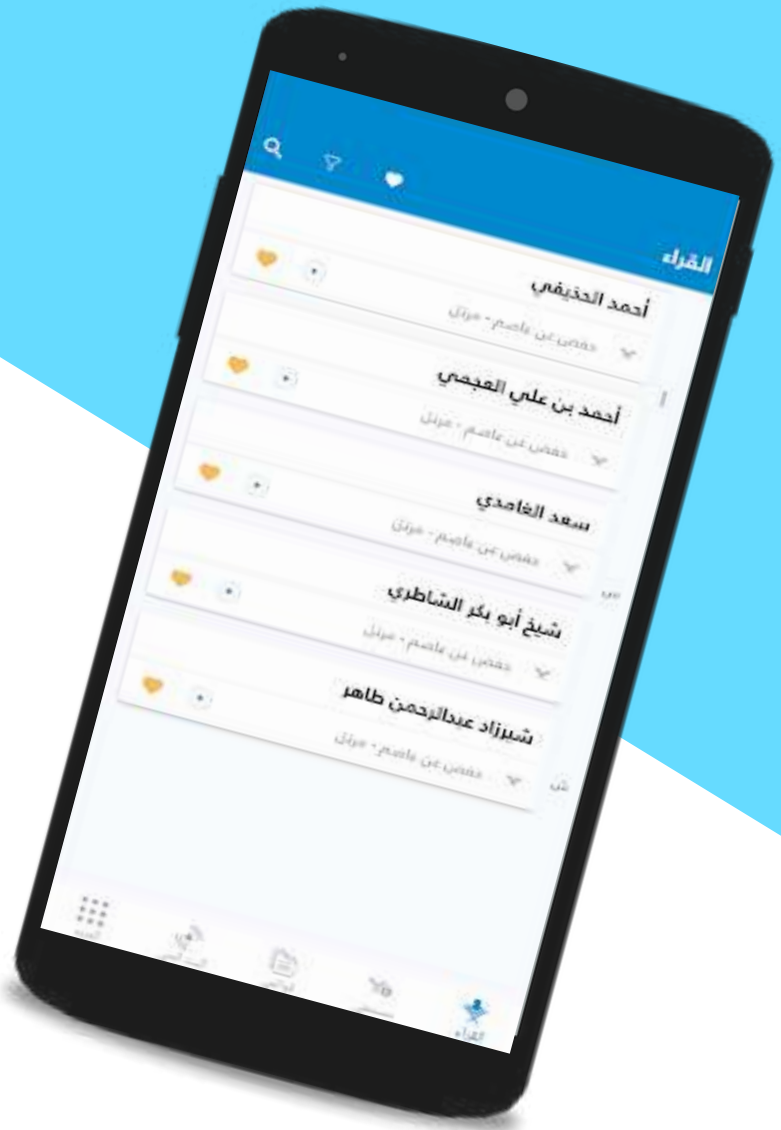 القراء
أحمد الحذيفي
حفص عن عاصم - مرتل
ا
أحمد بن علي العجمي
حفص عن عاصم - مرتل
سعد الغامدي
حفص عن عاصم - مرتل
س
شيخ أبو بكر الشاطري
حفص عن عاصم - مرتل
شيرزاد عبدالرحمن طاهر
حفص عن عاصم - مرتل
ش
القراء
المزيد